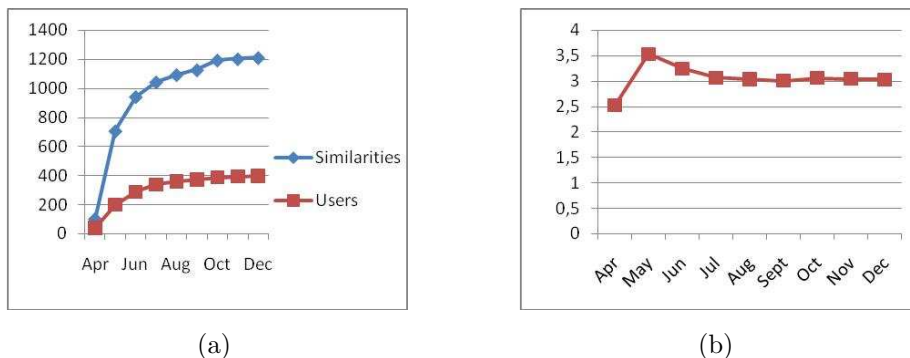 1400
1200
1000
800
600
400
200
0
Apr Jun Aug Oct Dec
Similarities
Users
(a)
4
3,5
3
2,5
2
1,5
1
0,5
0
Apr May Jun Jul Aug Sept Oct Nov Dec
(b)